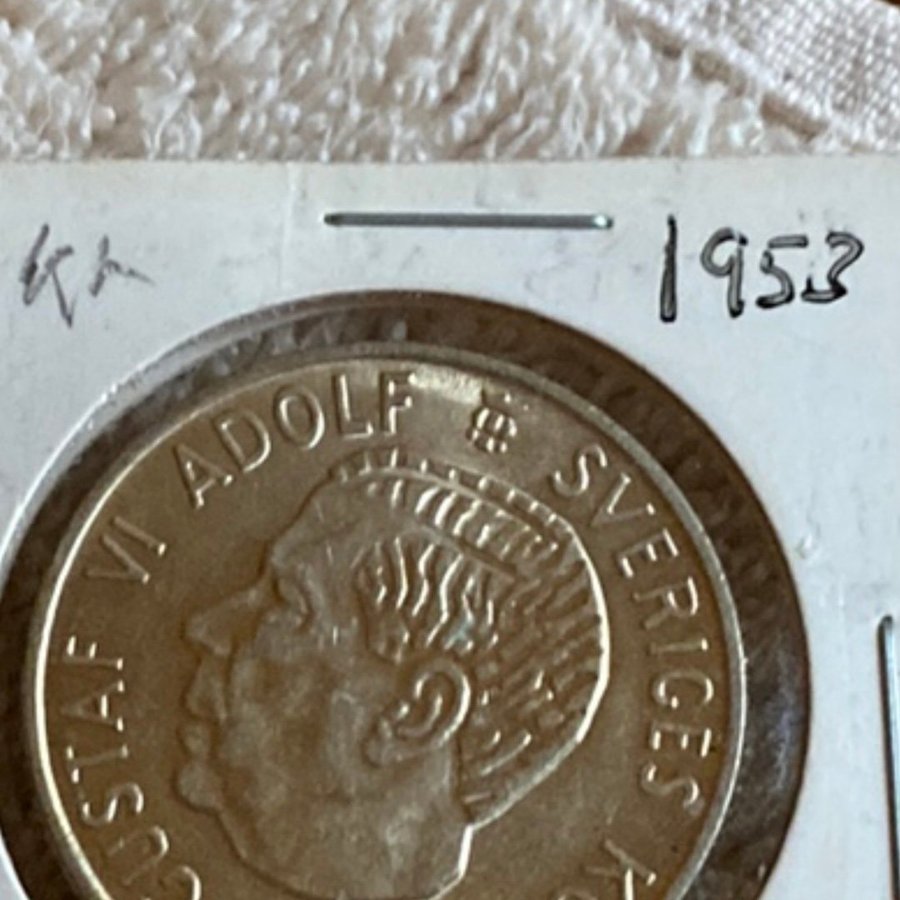 1953
GUSTAF VI ADOLF SVERIGES